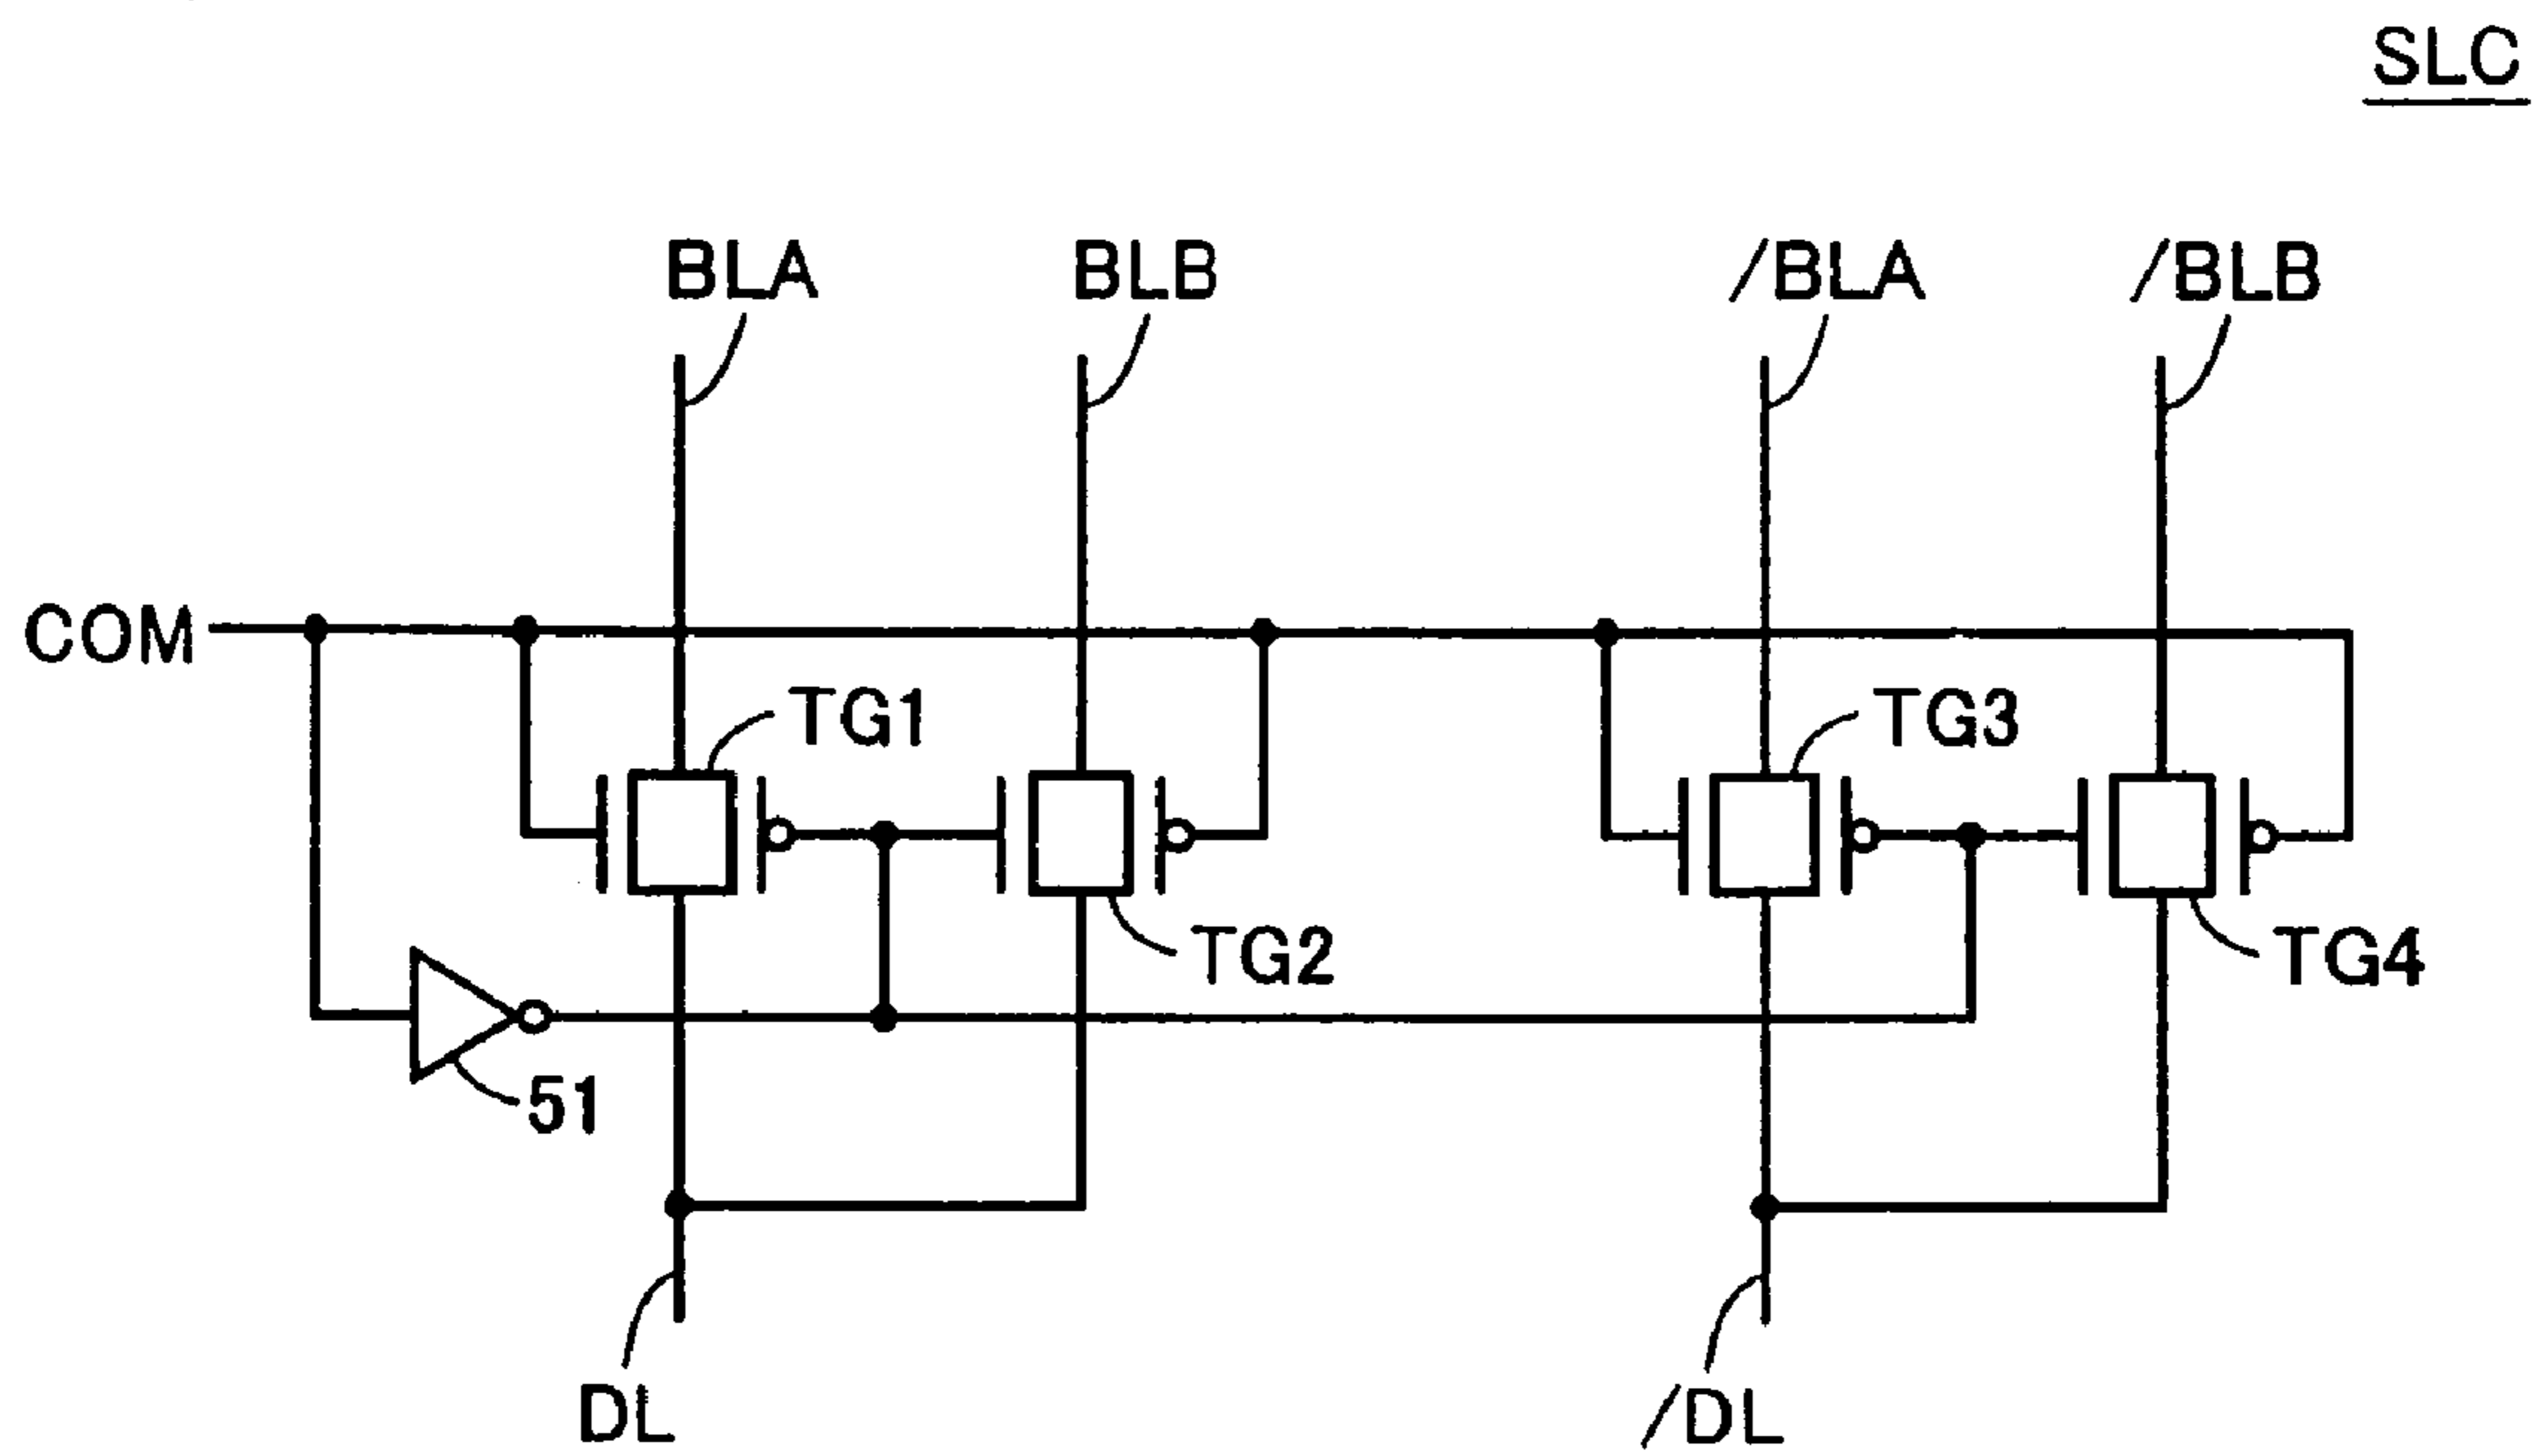 SLC
BLA
BLB
/BLA
/BLB
COM
TG1
TG3
TG2
TG4
51
DL
/DL